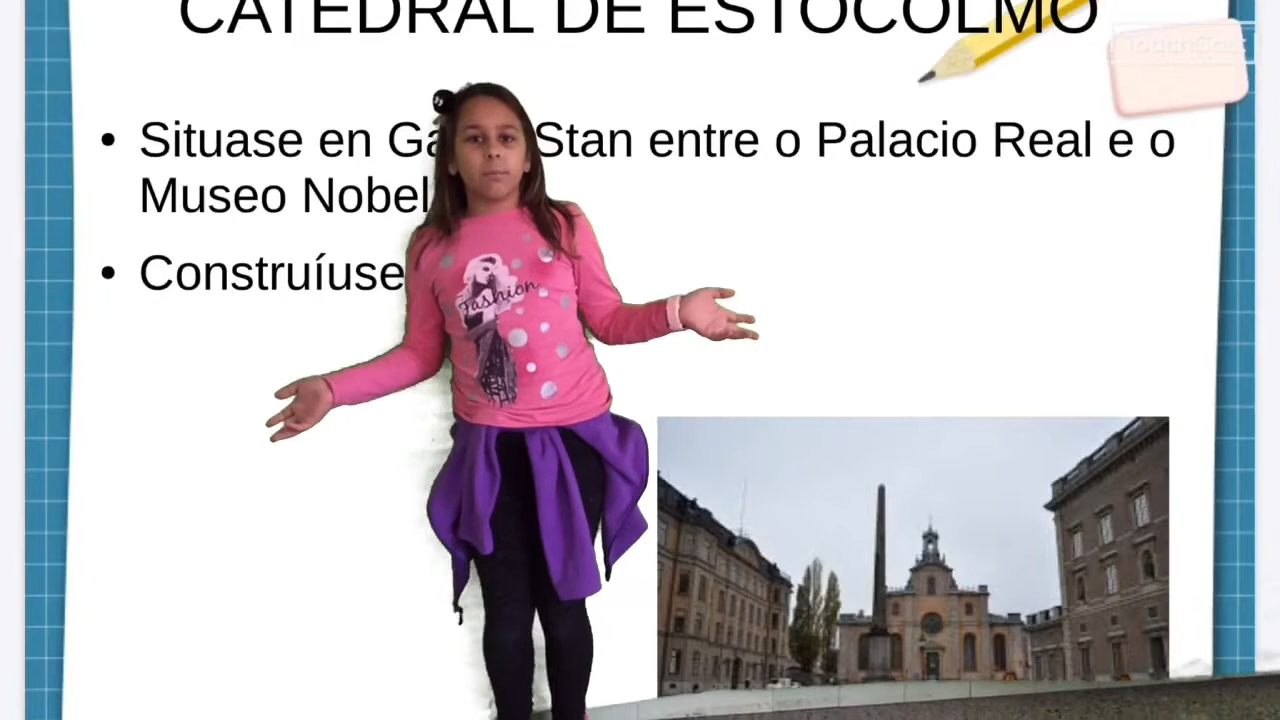 CATEDRAL DE ESTOCOLMO
• Situase en Ga Stan entre o Palacio Real e o
Museo Nobel
• Construíuse
Fashion